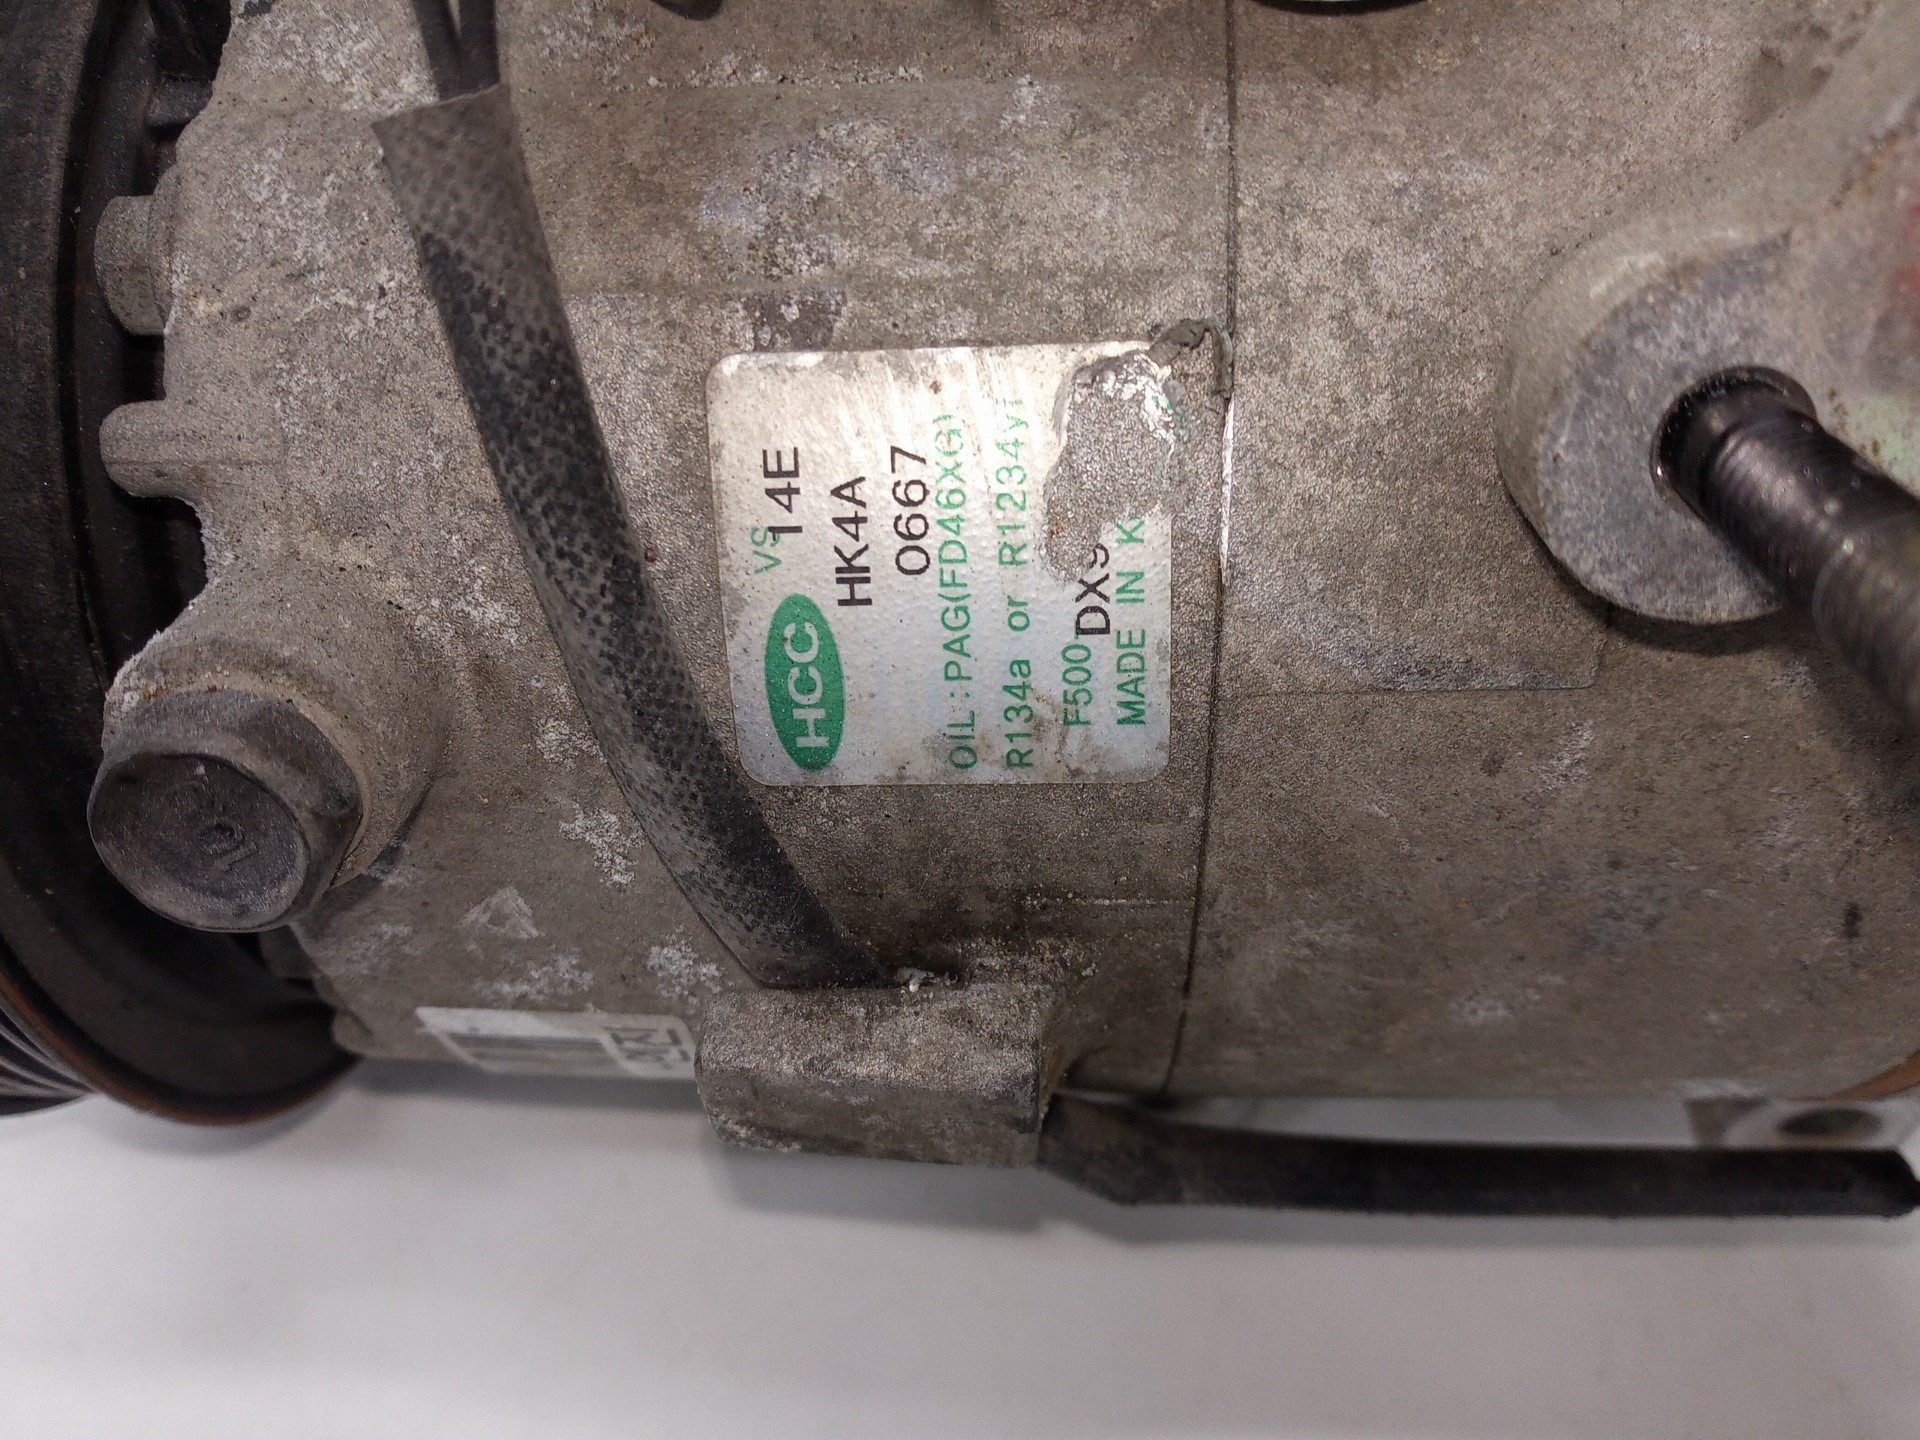 HCC VS 14E
HK4A
0667
OIL:PAG(FD46XG)
R134a or R1234yf
F500 DX9
MADE IN K